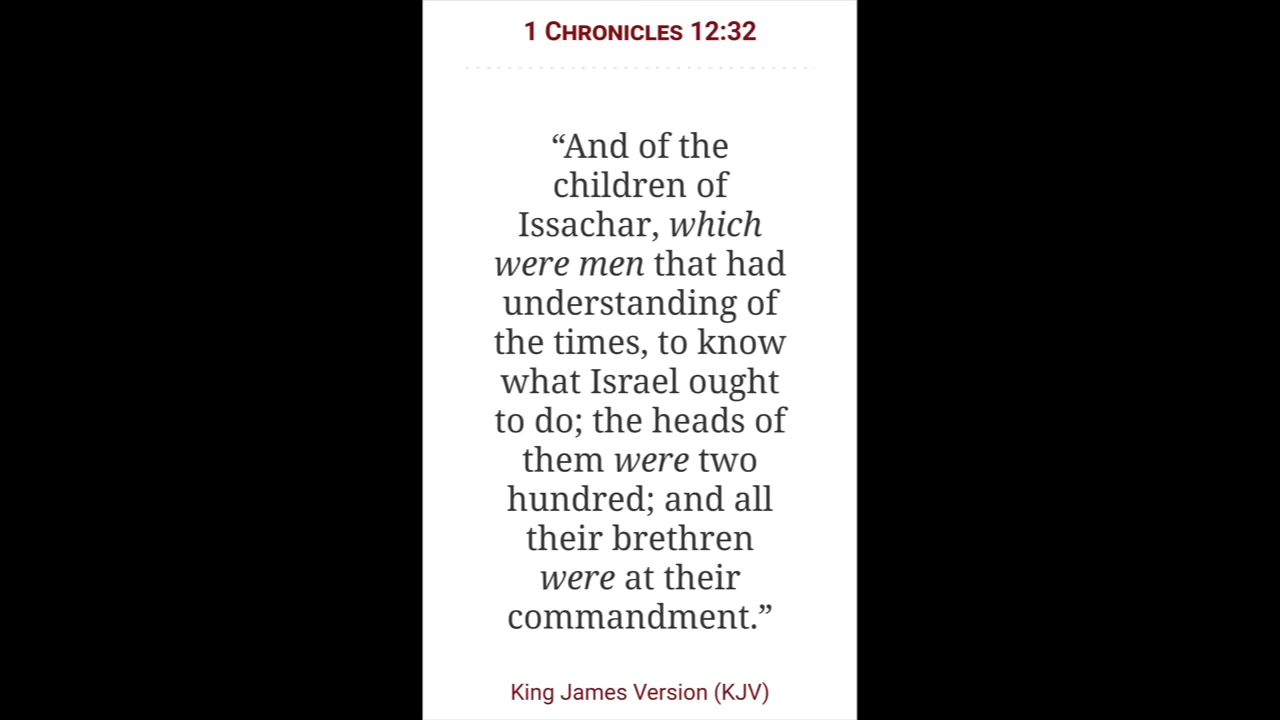 1 Chronicles 12:32
“And of the
children of
Issachar, which
were men that had
understanding of
the times, to know
what Israel ought
to do; the heads of
them were two
hundred; and all
their brethren
were at their
commandment.”
King James Version (KJV)